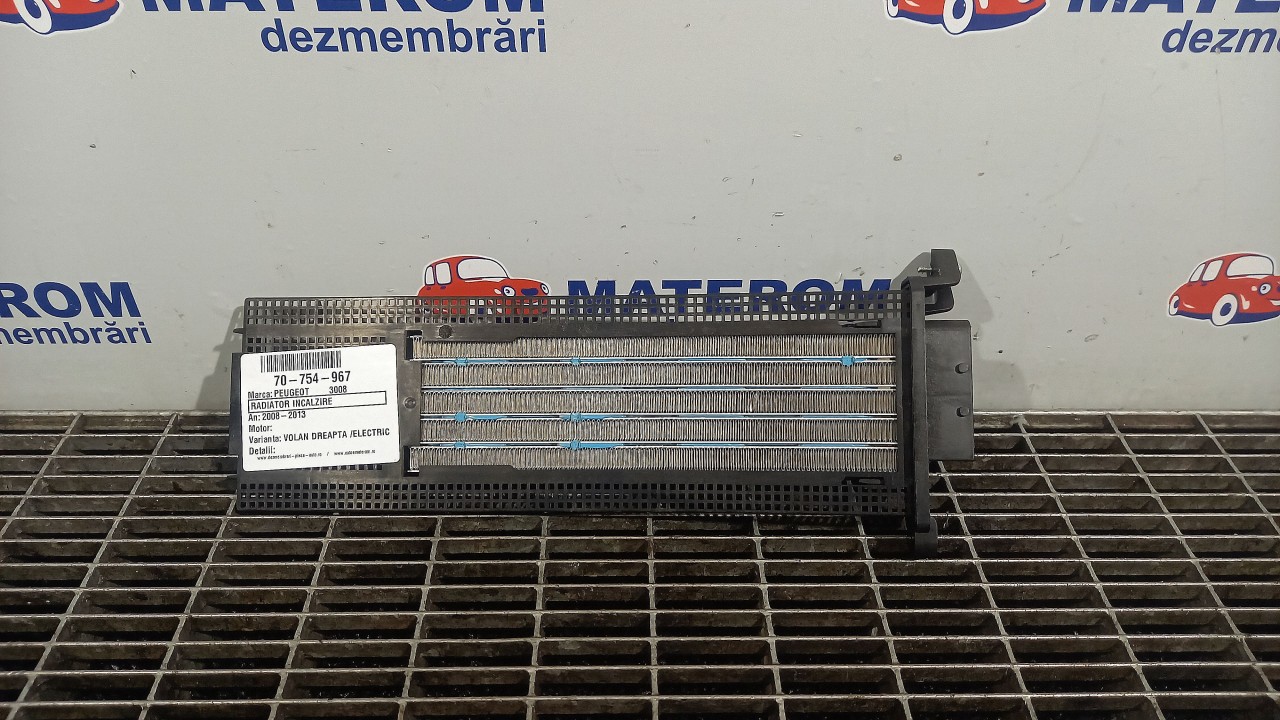 MATEROM
MATEROM
dezmembrări
dezm
ROM
MATEROM
membrări
70-754-967
Marca: PEUGEOT 3008
RADIATOR INCALZIRE
An: 2008-2013
Motor:
Varianta: VOLAN DREAPTA /ELECTRIC
Detalii: